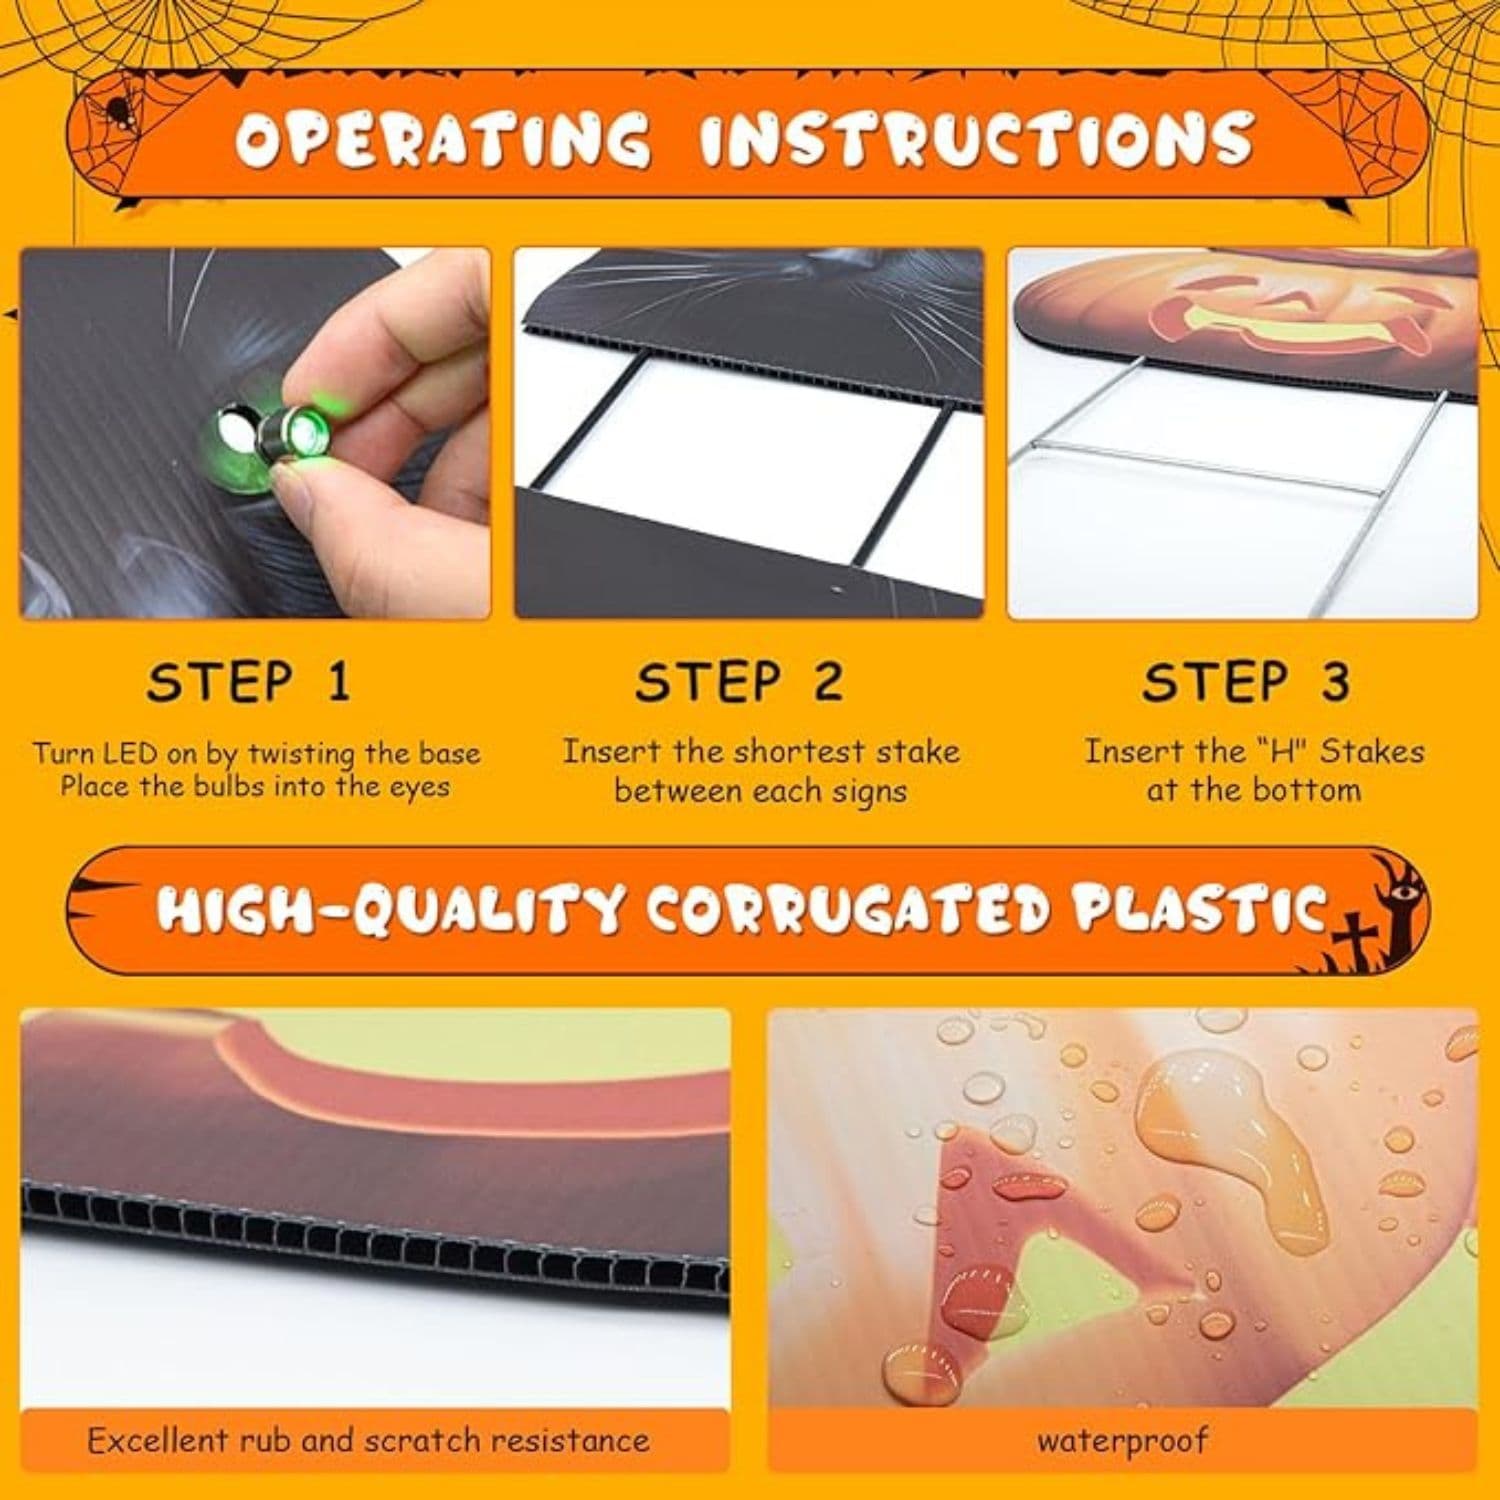 OPERATING INSTRUCTIONS
STEP 1
Turn LED on by twisting the base
Place the bulbs into the eyes
STEP 2
Insert the shortest stake
between each signs
STEP 3
Insert the “H" Stakes
at the bottom
HIGH-QUALITY CORRUGATED PLASTIC
Excellent rub and scratch resistance
waterproof